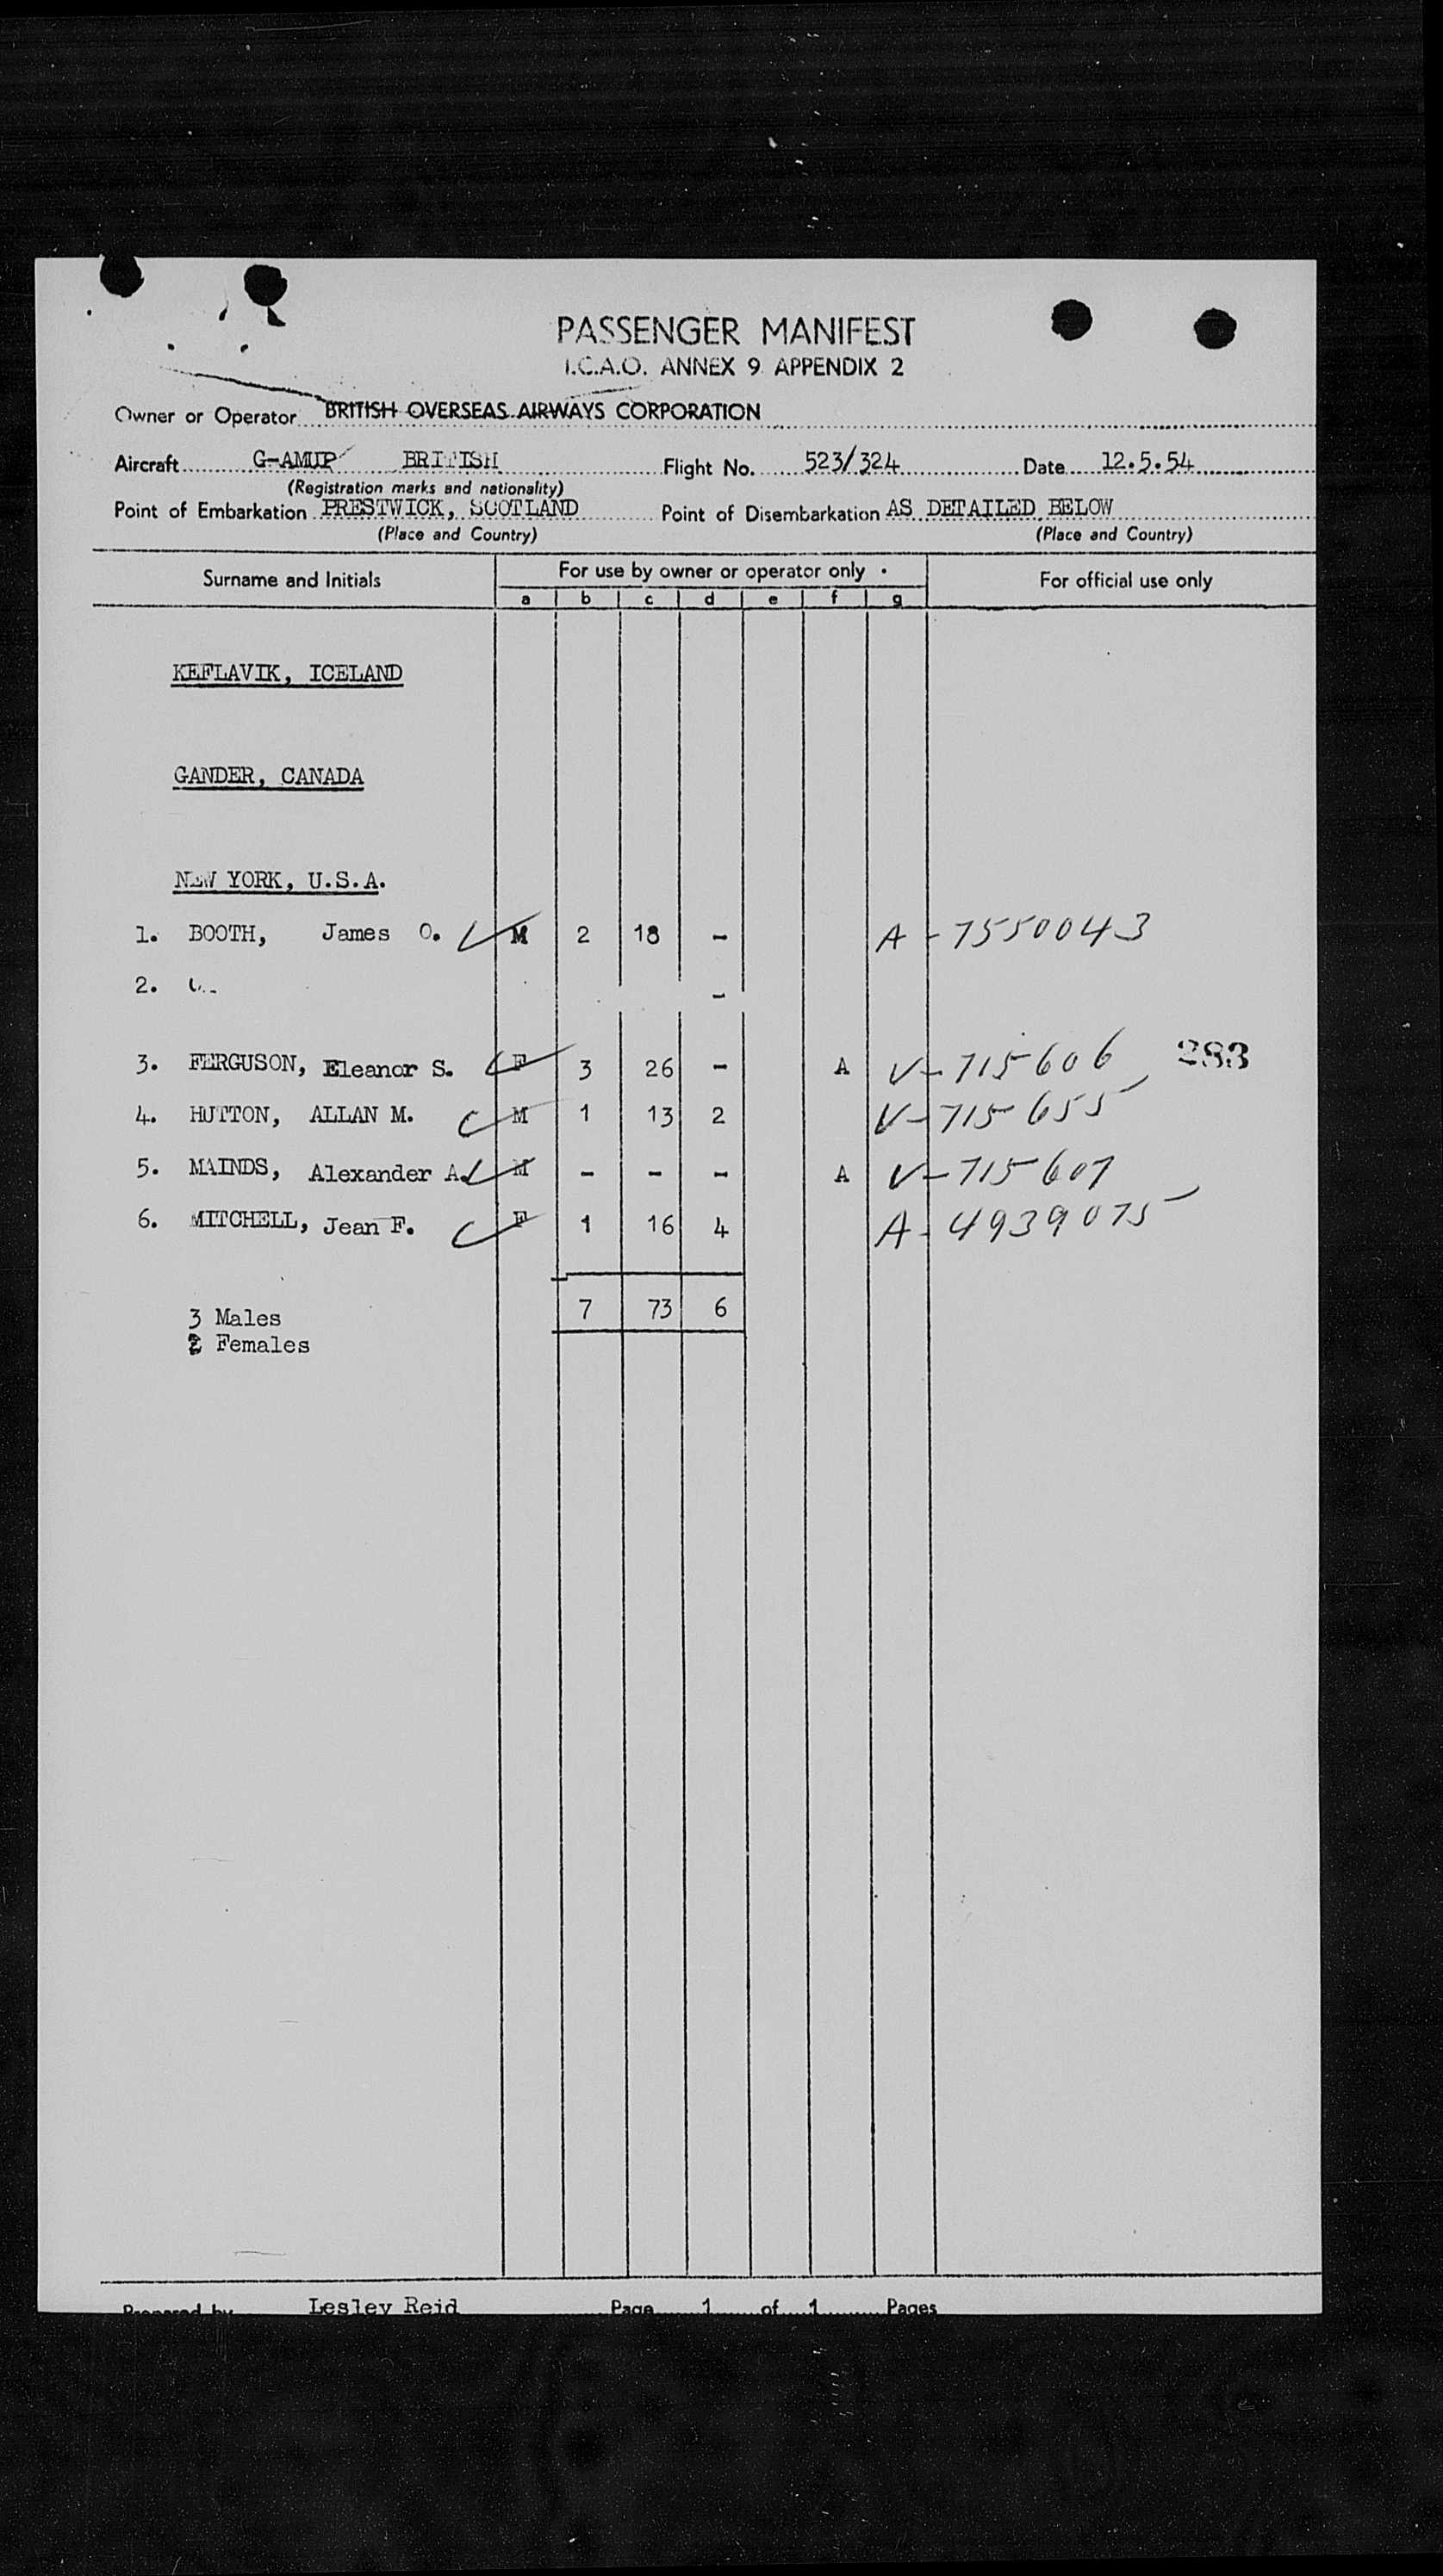 PASSENGER MANIFEST
I.C.A.O. ANNEX 9 APPENDIX 2
Owner or Operator BRITISH OVERSEAS AIRWAYS CORPORATION
Aircraft G-AMUP BRITISH Flight No. 523/324 Date 12.5.54
(Registration marks and nationality)
Point of Embarkation PRESTWICK, SCOTLAND Point of Disembarkation AS DETAILED BELOW
(Place and Country) (Place and Country)
Surname and Initials For use by owner or operator only For official use only
a b c d e f g
KEFLAVIK, ICELAND
GANDER, CANADA
NEW YORK, U.S.A.
1. BOOTH, James O. M 2 18 - A-7550043
2. -
3. FERGUSON, Eleanor S. F 3 26 - A V-715606 283
4. HUTTON, ALLAN M. M 1 13 2 V-715655
5. MAINDS, Alexander A. M - - - A V-715607
6. MITCHELL, Jean F. F 1 16 4 A-4939075
7 73 6
3 Males
2 Females
Prepared by Lesley Reid Page 1 of 1 Pages